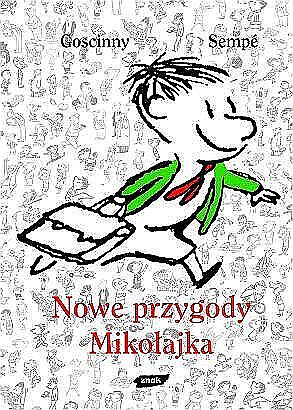 Goscinny Sempé
Nowe przygody
Mikołajka
znak